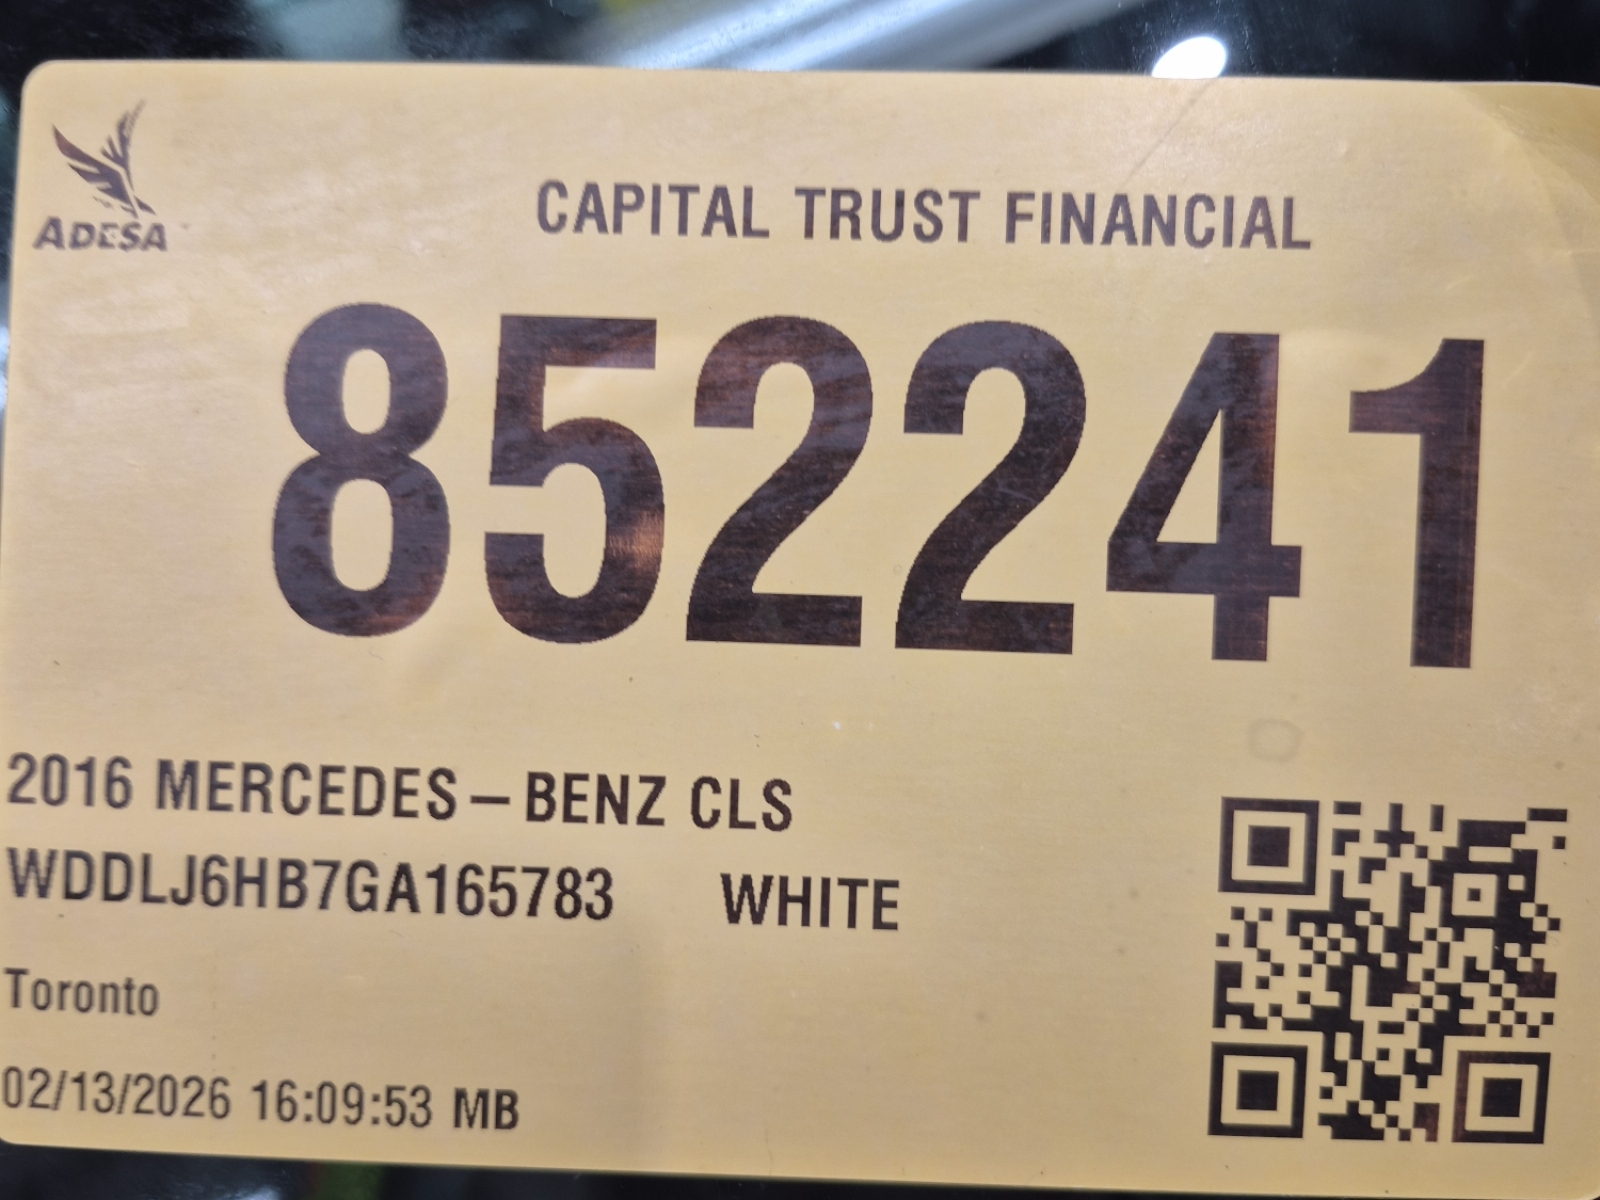 ADESA
CAPITAL TRUST FINANCIAL
852241
2016 MERCEDES-BENZ CLS
WDDLJ6HB7GA165783 WHITE
Toronto
02/13/2026 16:09:53 MB